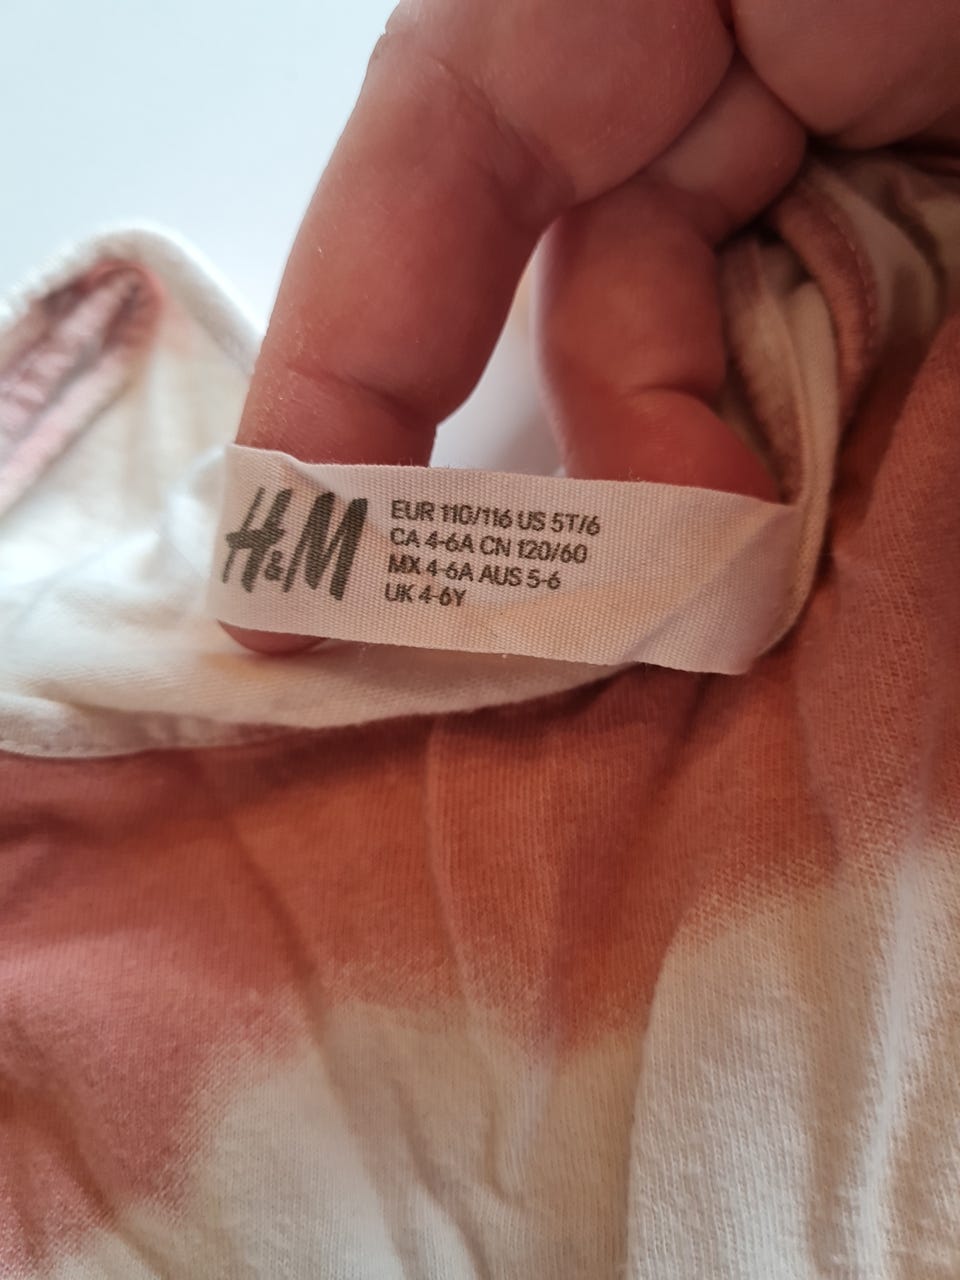 H&M
EUR 110/116 US 5T/6
CA 4-6A CN 120/60
MX 4-6A AUS 5-6
UK 4-6Y